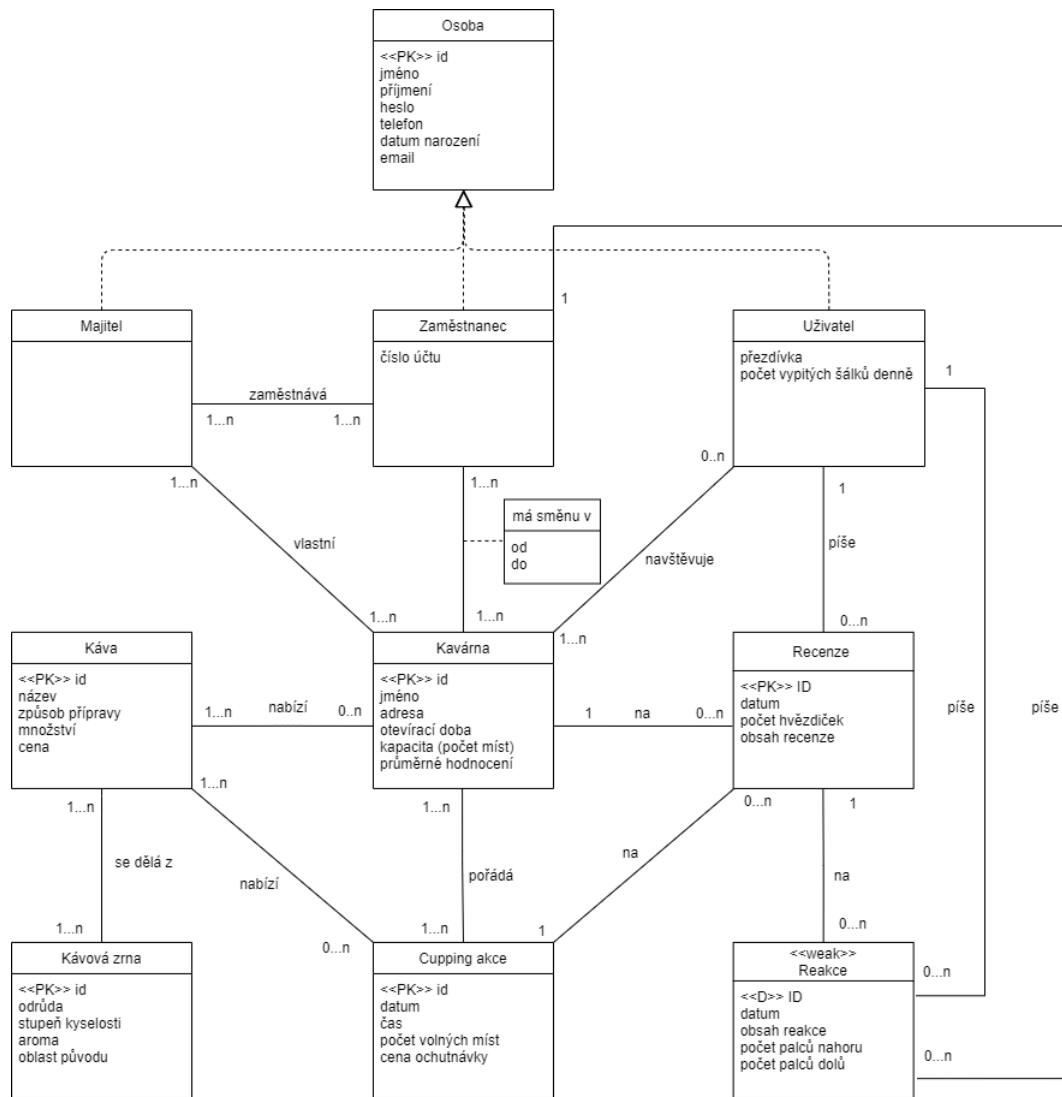 Osoba
<<PK>> id
jméno
příjmení
heslo
telefon
datum narození
email
1
Majitel
Zaměstnanec
číslo účtu
Uživatel
přezdívka
počet vypitých šálků denně
1
zaměstnává
1...n
1...n
1...n
1...n
0..n
1
má směnu v
od
do
vlastní
navštěvuje
píše
1...n
1...n
1...n
0...n
Káva
<<PK>> id
název
způsob přípravy
množství
cena
Kavárna
<<PK>> id
jméno
adresa
otevírací doba
kapacita (počet míst)
průměrné hodnocení
Recenze
<<PK>> ID
datum
počet hvězdiček
obsah recenze
píše
píše
1...n
nabízí
0..n
1
na
0...n
1...n
1...n
1...n
0...n
1
se dělá z
nabízí
pořádá
na
na
1...n
0...n
1...n
1
0...n
Kávová zrna
<<PK>> id
odrůda
stupeň kyselosti
aroma
oblast původu
Cupping akce
<<PK>> id
datum
čas
počet volných míst
cena ochutnávky
<<weak>>
Reakce
<<D>> ID
datum
obsah reakce
počet palců nahoru
počet palců dolů
0...n
0...n